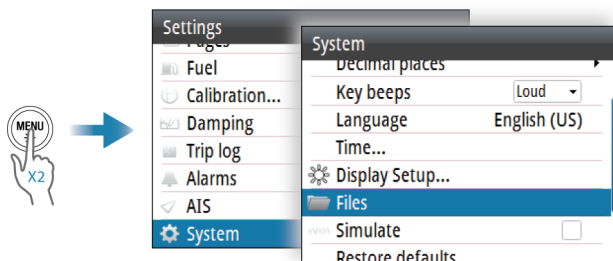 MENU
X2
Settings
Pages
Fuel
Calibration...
Damping
Trip log
Alarms
AIS
System
System
Decimal places
Key beeps Loud
Language English (US)
Time...
Display Setup...
Files
Simulate
Restore defaults